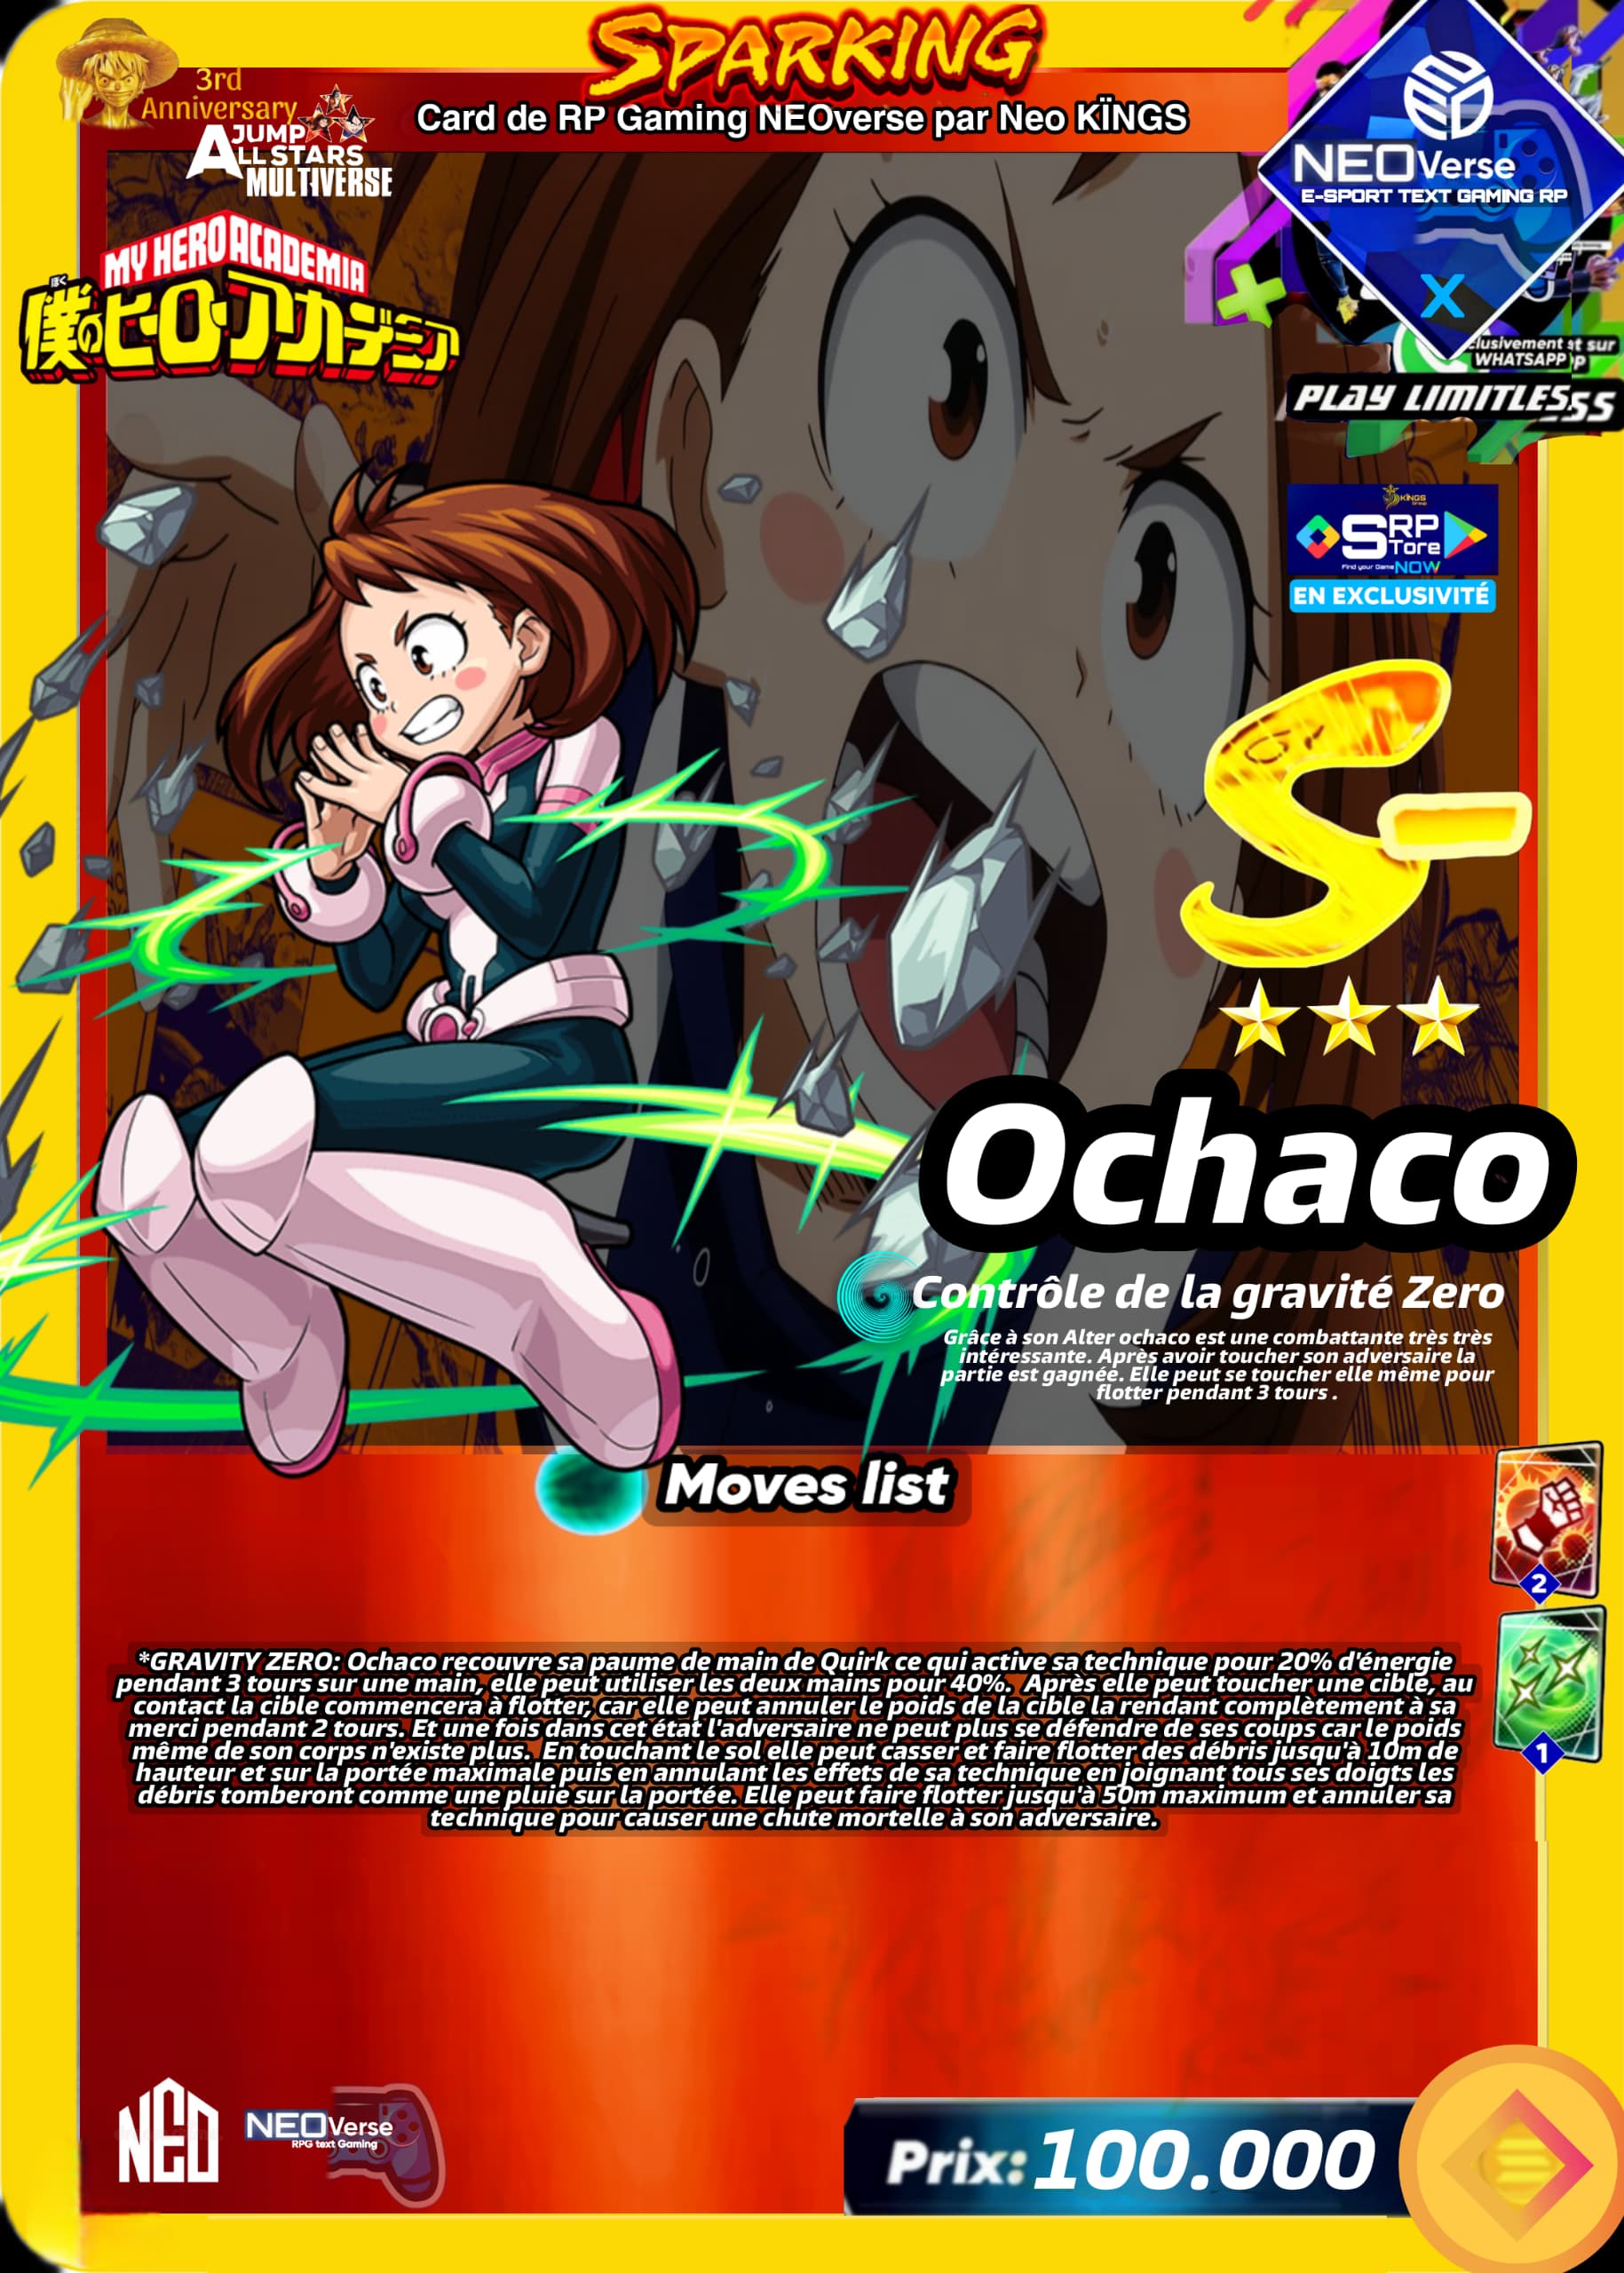 SPARKING
3rd
Anniversary
JUMP
ALL STARS
MULTIVERSE
Card de RP Gaming NEOverse par Neo KÏNGS
NEOVerse
E-SPORT TEXT GAMING RP
X
clusivement
et sur
WHATSAPP
PLAY LIMITLESS
MY HERO ACADEMIA
ぼく
僕のヒーローアカデミア
KINGS
SRP
Tore
Find your Game NOW
EN EXCLUSIVITÉ
S-
Ochaco
Contrôle de la gravité Zero
Grâce à son Alter ochaco est une combattante très très
intéressante. Après avoir toucher son adversaire la
partie est gagnée. Elle peut se toucher elle même pour
flotter pendant 3 tours .
Moves list
2
1
*GRAVITY ZERO: Ochaco recouvre sa paume de main de Quirk ce qui active sa technique pour 20% d'énergie
pendant 3 tours sur une main, elle peut utiliser les deux mains pour 40%. Après elle peut toucher une cible, au
contact la cible commencera à flotter, car elle peut annuler le poids de la cible la rendant complètement à sa
merci pendant 2 tours. Et une fois dans cet état l'adversaire ne peut plus se défendre de ses coups car le poids
même de son corps n'existe plus. En touchant le sol elle peut casser et faire flotter des débris jusqu'à 10m de
hauteur et sur la portée maximale puis en annulant les effets de sa technique en joignant tous ses doigts les
débris tomberont comme une pluie sur la portée. Elle peut faire flotter jusqu'à 50m maximum et annuler sa
technique pour causer une chute mortelle à son adversaire.
NEO
NEOVerse
RPG text Gaming
Prix: 100.000